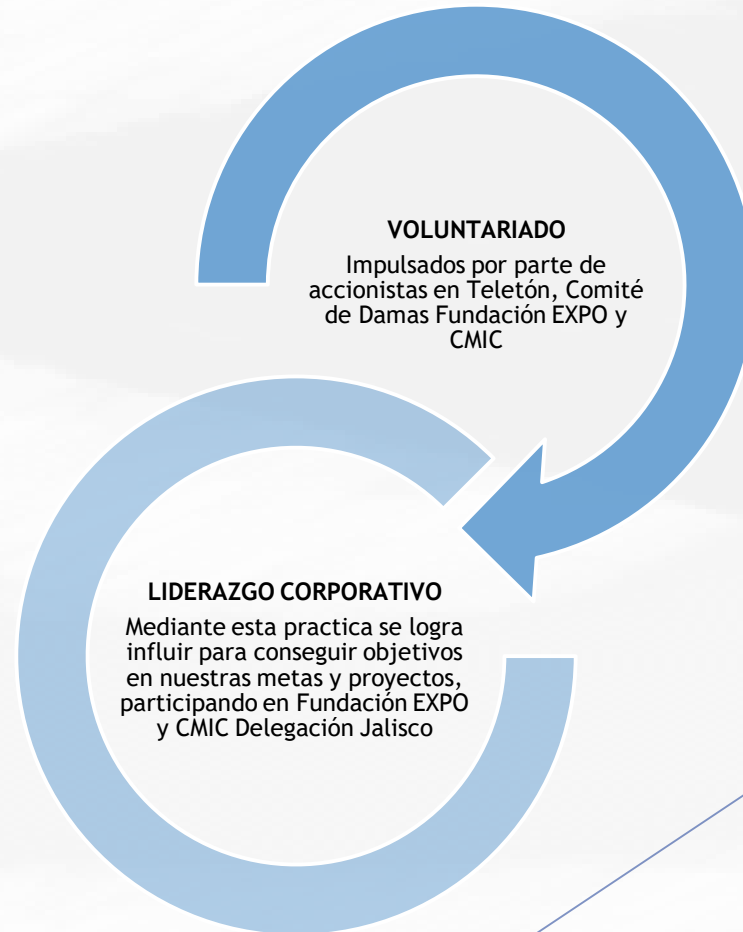 VOLUNTARIADO
Impulsados por parte de
accionistas en Teletón, Comité
de Damas Fundación EXPO y
CMIC
LIDERAZGO CORPORATIVO
Mediante esta practica se logra
influir para conseguir objetivos
en nuestras metas y proyectos,
participando en Fundación EXPO
y CMIC Delegación Jalisco